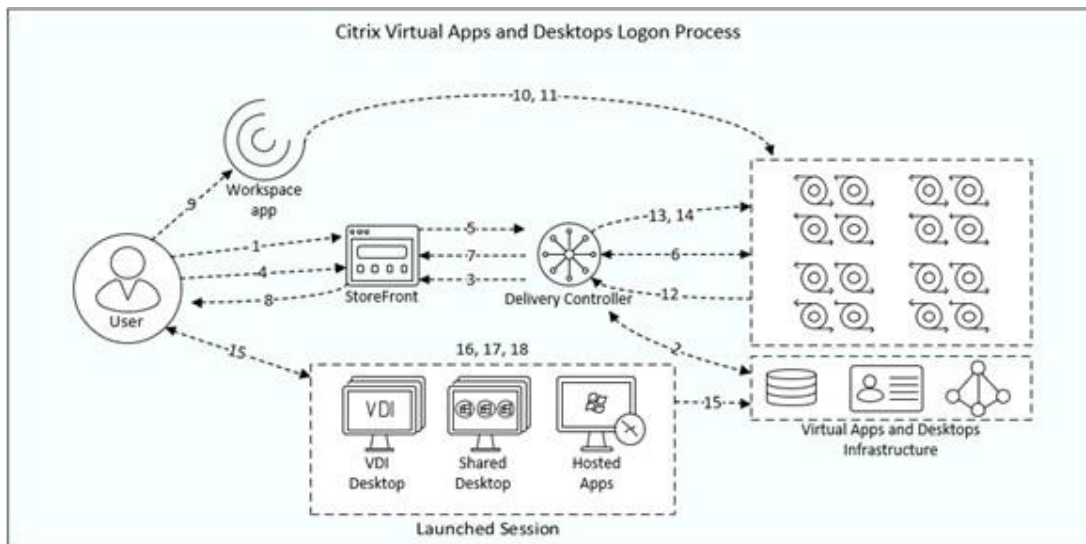 Citrix Virtual Apps and Desktops Logon Process
10, 11
Workspace
app
9
1
4
8
User
StoreFront
5
7
3
Delivery Controller
13, 14
6
12
2
15
16, 17, 18
VDI
VDI
Desktop
Shared
Desktop
Hosted
Apps
Launched Session
15
Virtual Apps and Desktops
Infrastructure